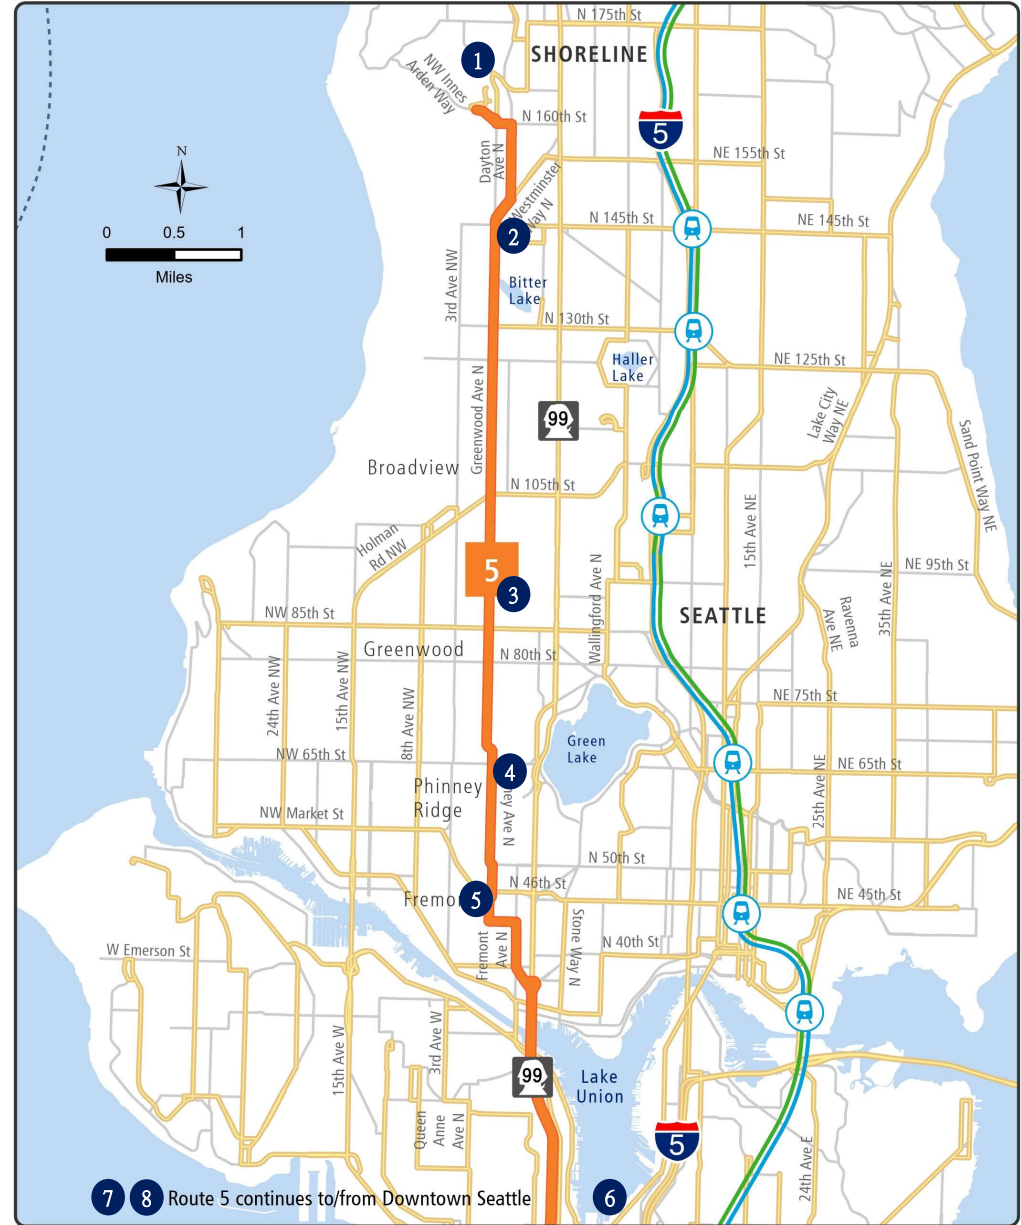 N 175th St
SHORELINE
1
NW Innes
Arden Way
N 160th St
5
N
Dayton
Ave N
NE 155th St
Westminster
Way N
N 145th St
NE 145th St
0 0.5 1
Miles
2
3rd Ave NW
Bitter
Lake
N 130th St
Haller
Lake
NE 125th St
Greenwood Ave N
99
Lake City
Way NE
Sand Point Way NE
Broadview
N 105th St
15th Ave NE
Holman
Rd NW
5
3
Wallingford Ave N
NE 95th St
35th Ave NE
Ravenna
Ave NE
SEATTLE
NW 85th St
Greenwood
N 80th St
24th Ave NW
15th Ave NW
8th Ave NW
NE 75th St
Green
Lake
NW 65th St
4
NE 65th St
25th Ave NE
Phinney
Ridge
ney Ave N
NW Market St
N 50th St
N 46th St
Fremo
5
NE 45th St
Fremont
Ave N
Stone Way N
N 40th St
W Emerson St
15th Ave W
3rd Ave W
99
Lake
Union
Queen
Anne
Ave N
5
24th Ave E
7 8 Route 5 continues to/from Downtown Seattle
6